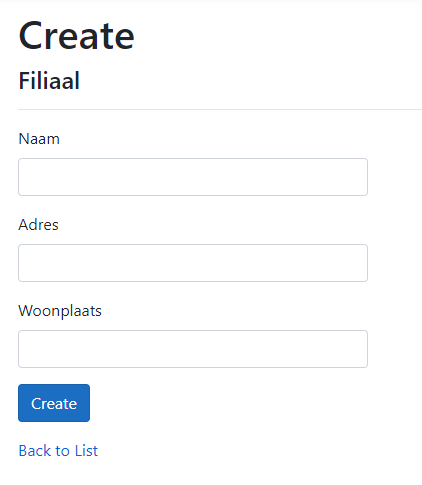 Create
Filiaal
Naam
Adres
Woonplaats
Create
Back to List